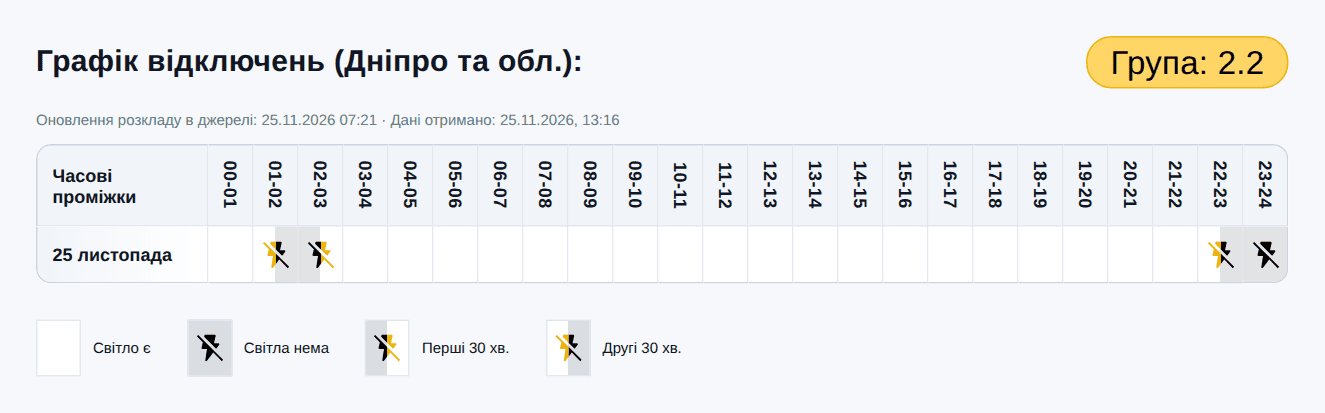 Графік відключень (Дніпро та обл.):
Група: 2.2
Оновлення розкладу в джерелі: 25.11.2026 07:21 · Дані отримано: 25.11.2026, 13:16
Часові
проміжки
00-01
01-02
02-03
03-04
04-05
05-06
06-07
07-08
08-09
09-10
10-11
11-12
12-13
13-14
14-15
15-16
16-17
17-18
18-19
19-20
20-21
21-22
22-23
23-24
25 листопада
Світло є
Світла нема
Перші 30 хв.
Другі 30 хв.